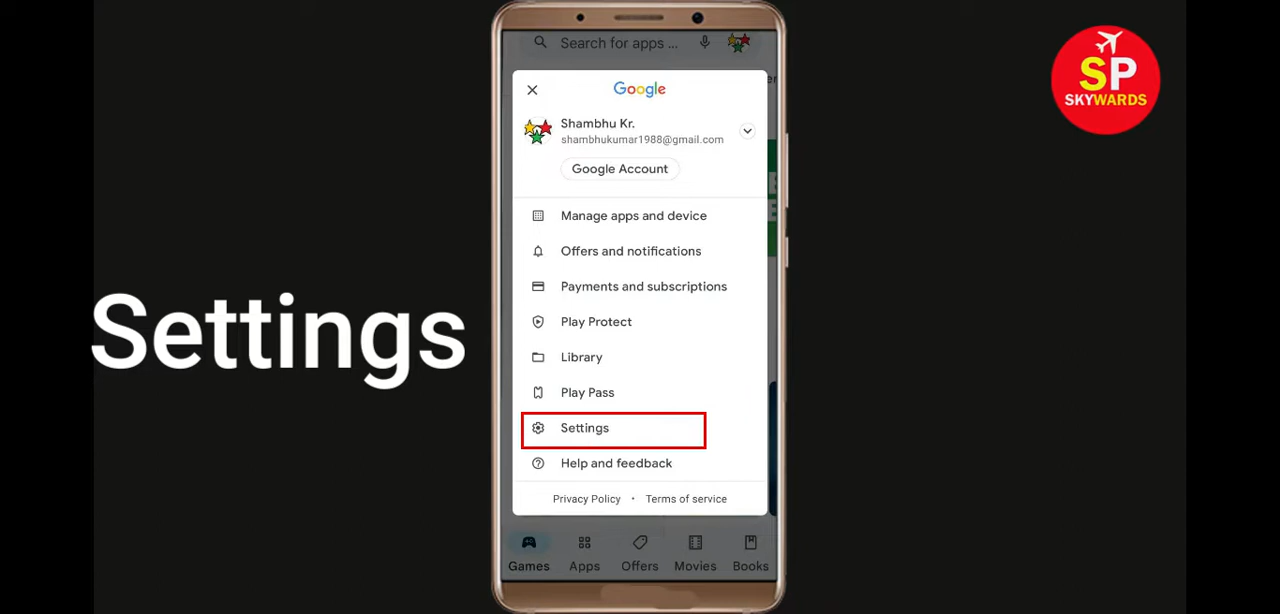 Search for apps ...
SP
SKYWARDS
Google
Shambhu Kr.
shambhukumar1988@gmail.com
Google Account
Manage apps and device
Offers and notifications
Payments and subscriptions
Settings
Play Protect
Library
Play Pass
Settings
Help and feedback
Privacy Policy • Terms of service
Games Apps Offers Movies Books